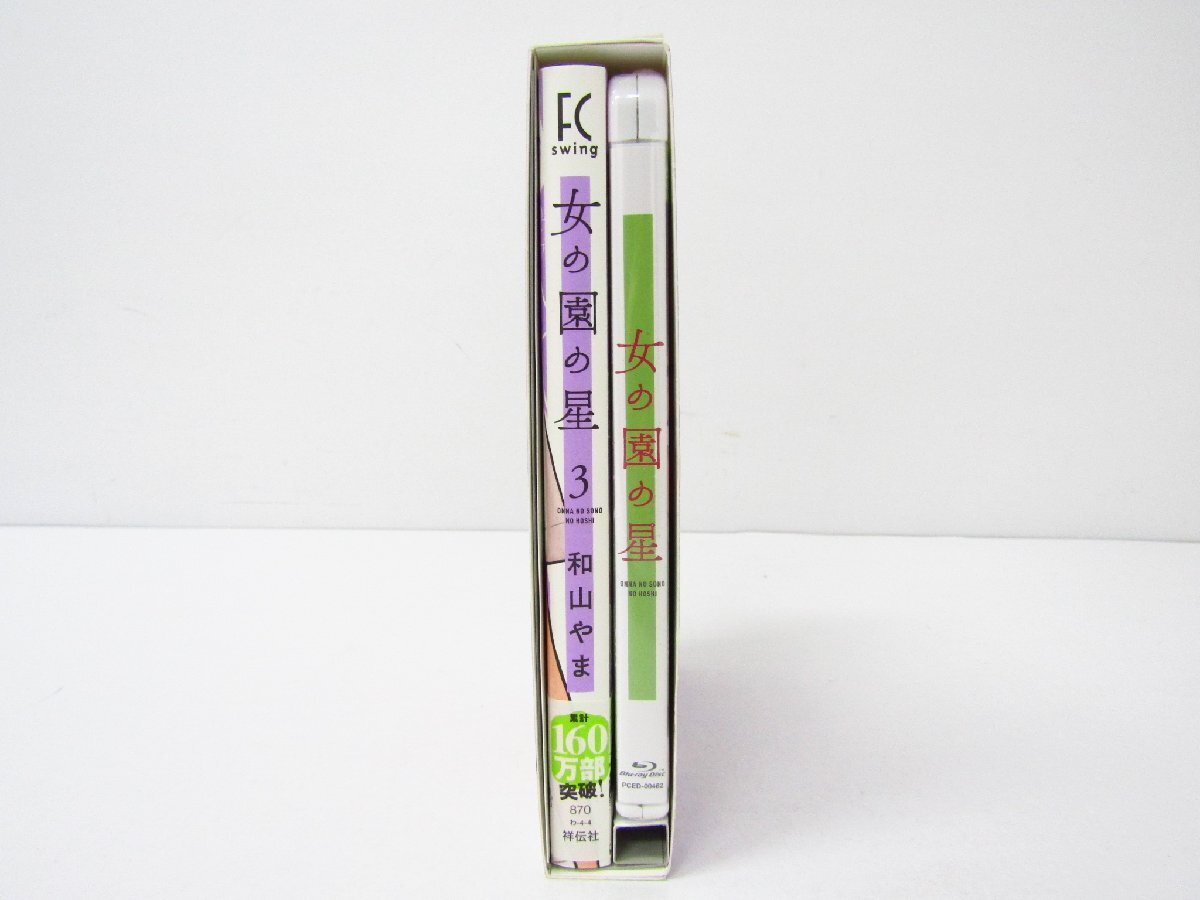 FC
swing
女の園の星
3
ONNA NO SONO
NO HOSHI
和山やま
累計
160
万部
突破!
870
わ-4-4
祥伝社
女の園の星
ONNA NO SONO
NO HOSHI
Blu-ray Disc
PCED-00462